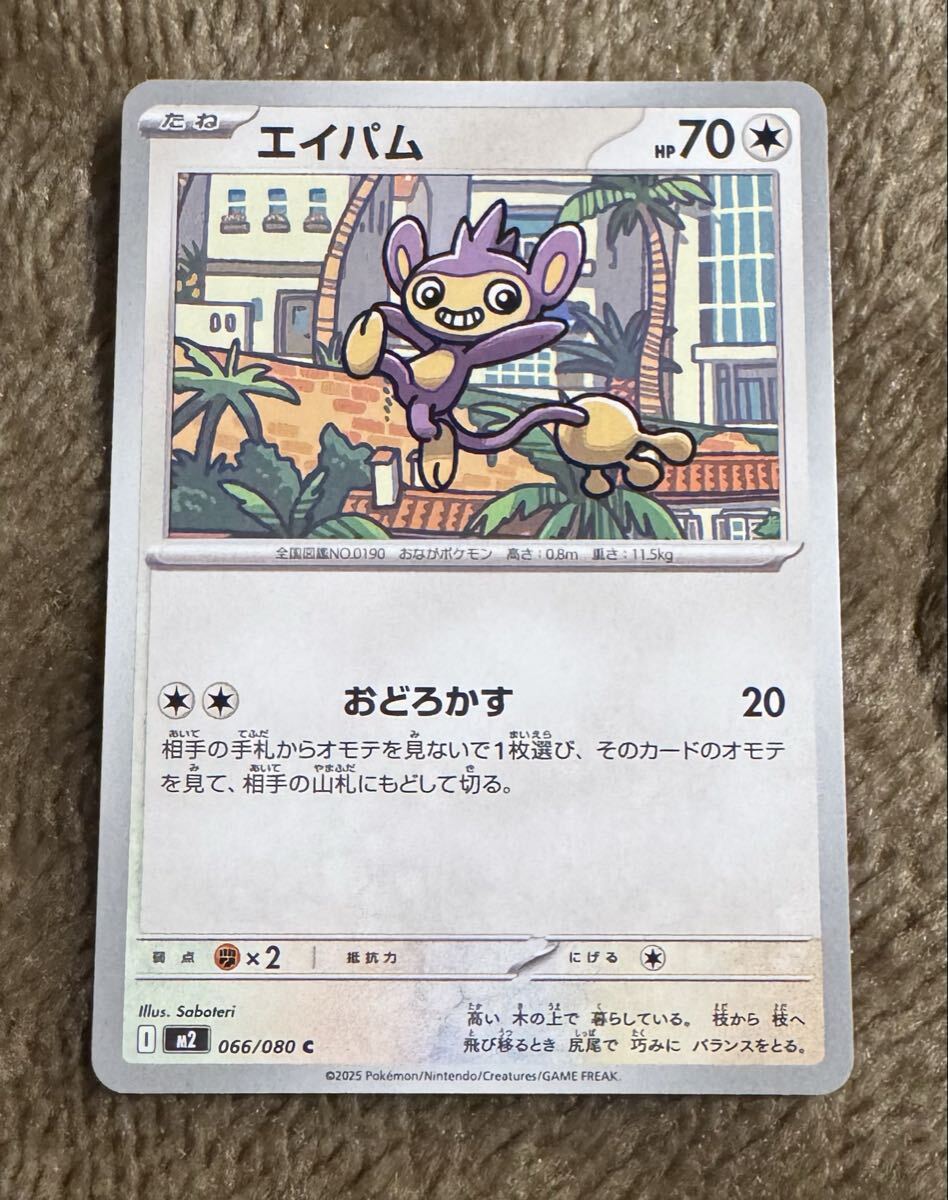 たね エイパム HP70
全国図鑑NO.0190 おながポケモン 高さ:0.8m 重さ:11.5kg
おどろかす 20
相手の手札からオモテを見ないで1枚選び、そのカードのオモテ
を見て、相手の山札にもどして切る。
弱点 ×2 抵抗力 にげる
Illus. Saboteri
高い 木の上で 暮らしている。 枝から 枝へ
飛び移るとき 尻尾で 巧みに バランスをとる。
I M2 066/080 C
©2025 Pokémon/Nintendo/Creatures/GAME FREAK.